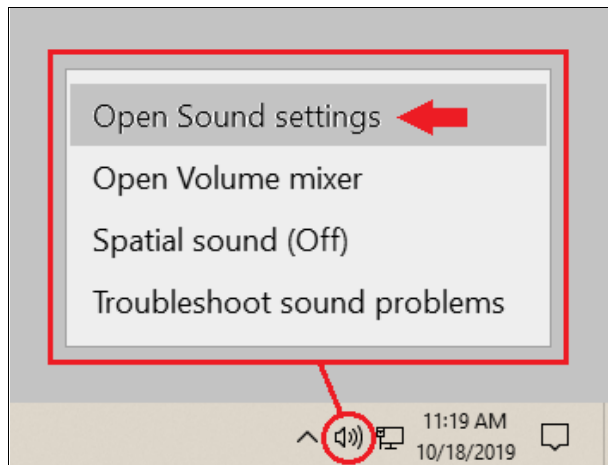 Open Sound settings
Open Volume mixer
Spatial sound (Off)
Troubleshoot sound problems
11:19 AM
10/18/2019